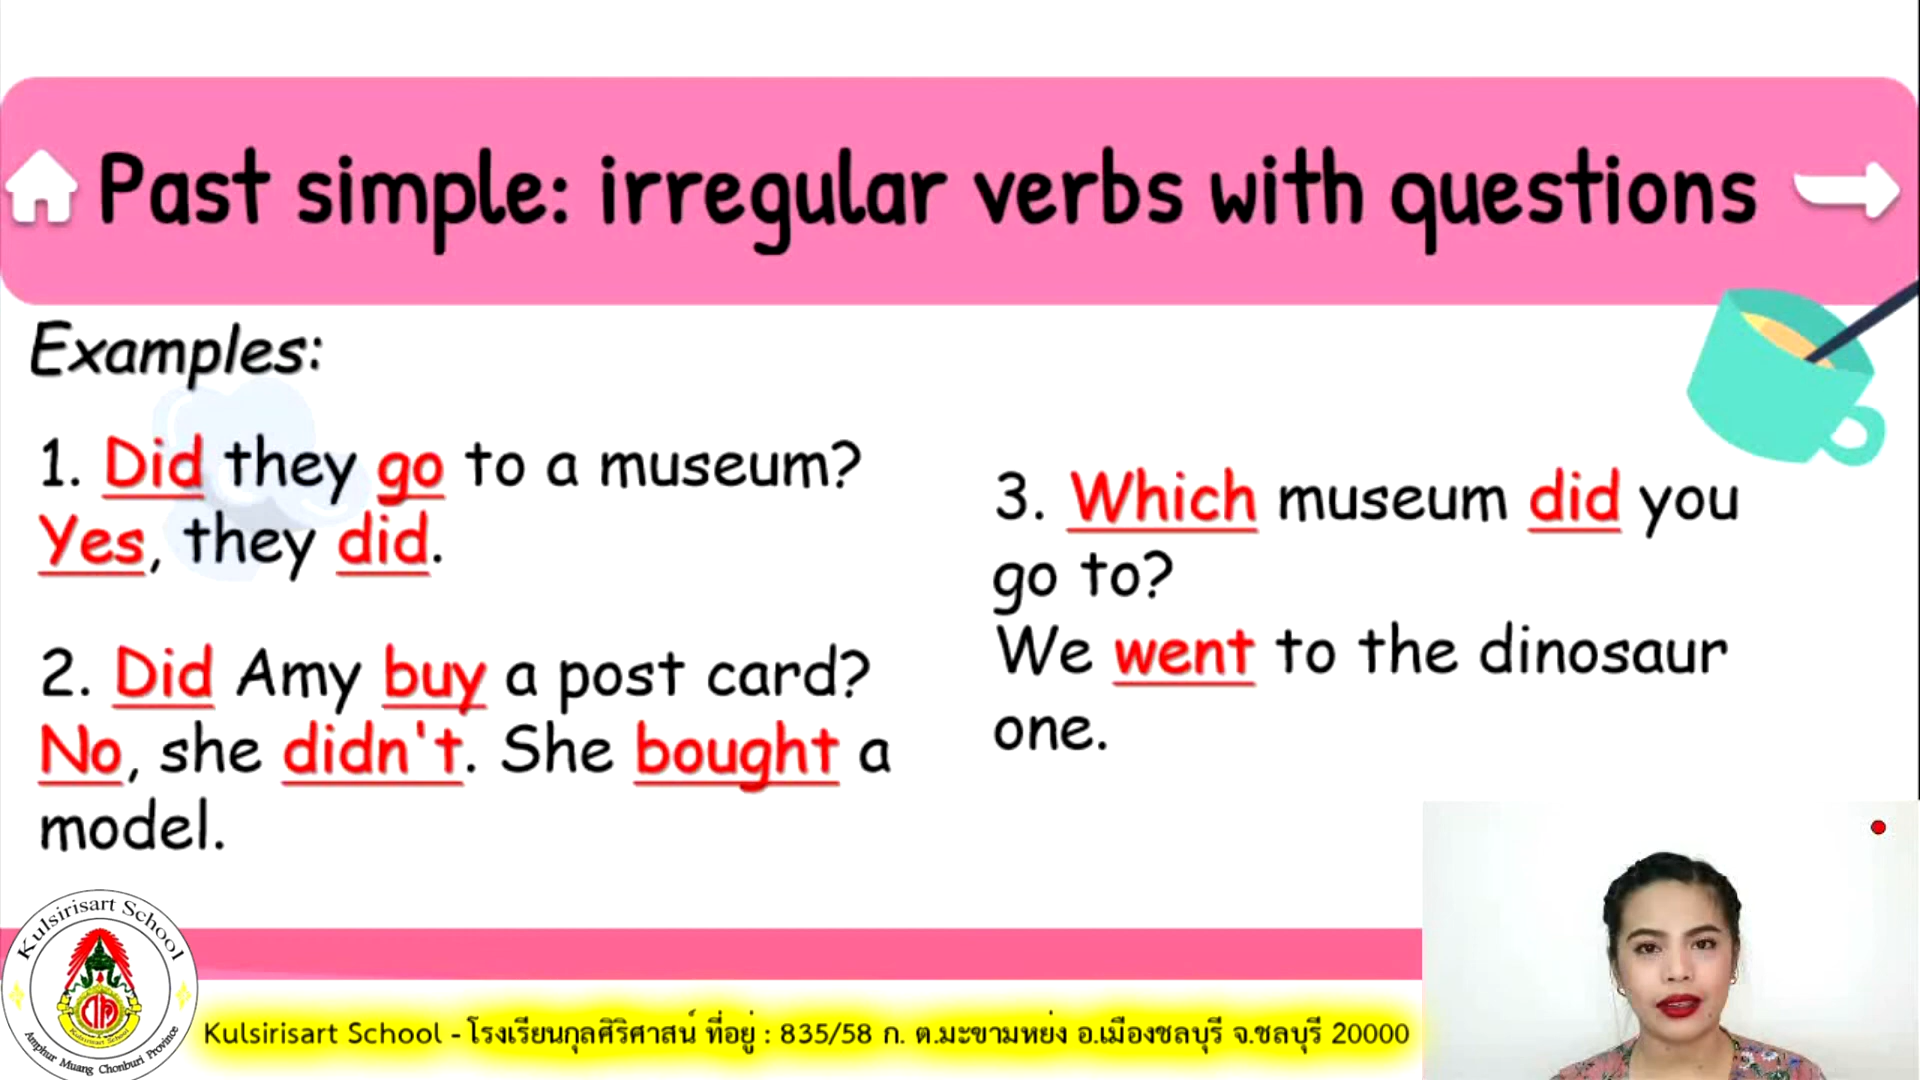 Past simple: irregular verbs with questions
Examples:
1. Did they go to a museum?
Yes, they did.
2. Did Amy buy a post card?
No, she didn't. She bought a
model.
3. Which museum did you
go to?
We went to the dinosaur
one.
Kulsirisart School
Amphur Muang Chonburi Province
Kulsirisart School - โรงเรียนกุลศิริศาสน์ ที่อยู่ : 835/58 ก. ต.มะขามหย่ง อ.เมืองชลบุรี จ.ชลบุรี 20000